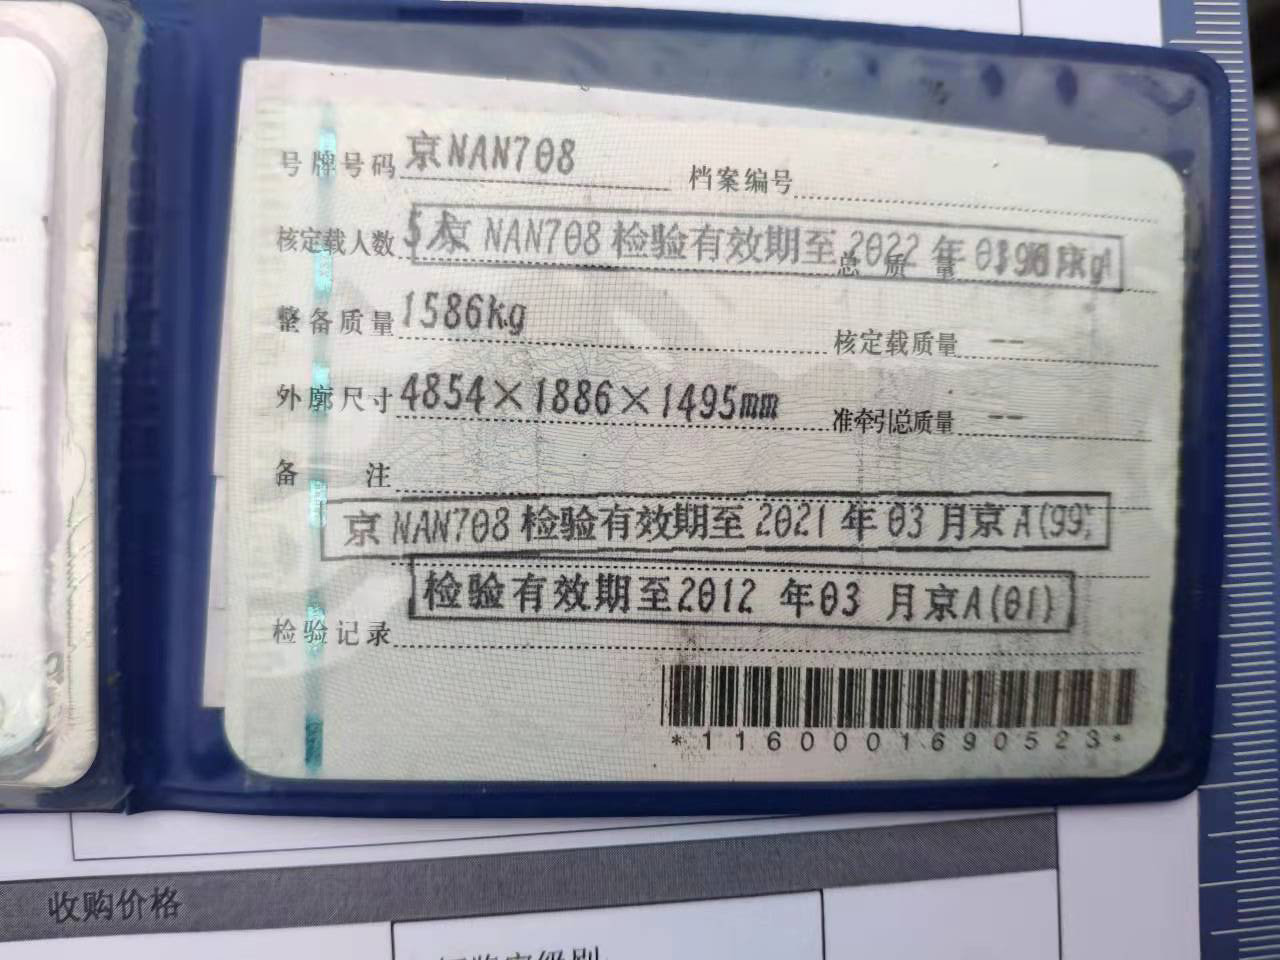 号牌号码 京NAN708 档案编号
核定载人数 5人 总质量
京 NAN708 检验有效期至 2022 年
整备质量 1586kg 核定载质量 --
外廓尺寸 4854×1886×1495mm 准牵引总质量 --
备注
京 NAN708 检验有效期至 2021 年 03 月京 A(99)
检验有效期至2012 年03 月京A(01)
检验记录
*1160001690523*
收购价格